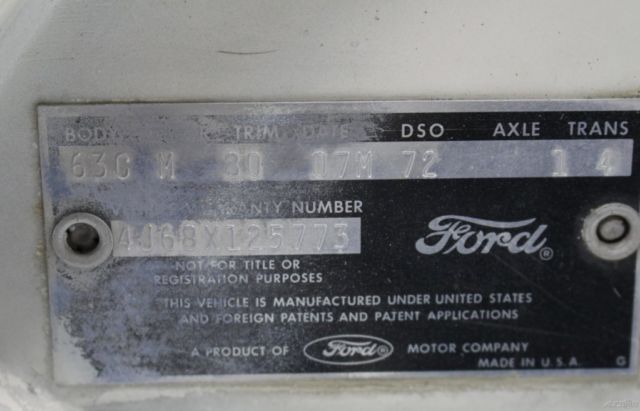 BODY TRIM DATE DSO AXLE TRANS
63C M 80 07M 72 1 4
WARRANTY NUMBER
4J68X125773
Ford®
NOT FOR TITLE OR
REGISTRATION PURPOSES
THIS VEHICLE IS MANUFACTURED UNDER UNITED STATES
AND FOREIGN PATENTS AND PATENT APPLICATIONS
A PRODUCT OF Ford® MOTOR COMPANY
MADE IN U.S.A. G